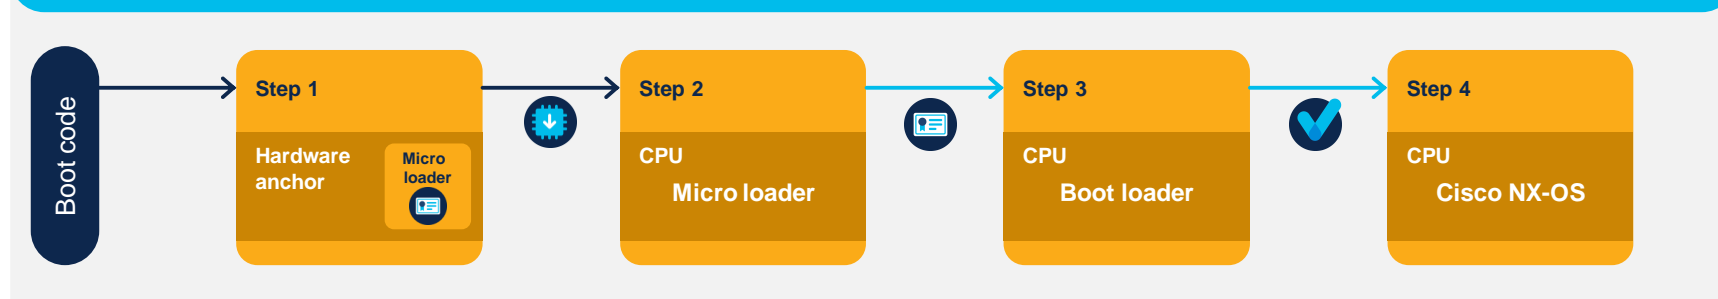 Boot code
Step 1
Hardware
anchor
Micro
loader
Step 2
CPU
Micro loader
Step 3
CPU
Boot loader
Step 4
CPU
Cisco NX-OS